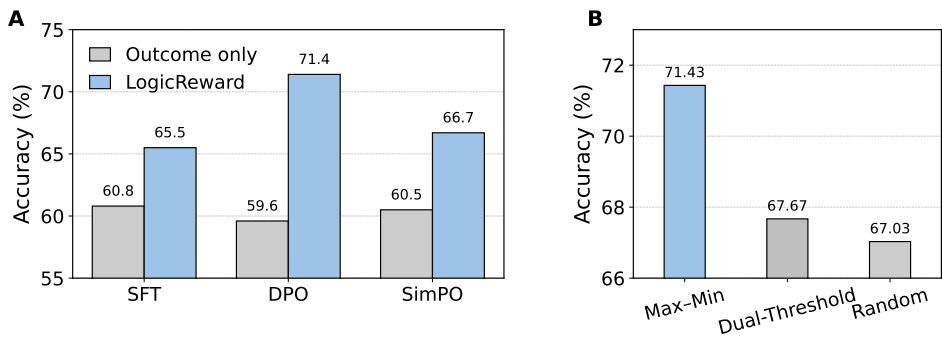 A
Accuracy (%)
75
70
65
60
55
Outcome only
LogicReward
60.8
65.5
59.6
71.4
60.5
66.7
SFT
DPO
SimPO
B
Accuracy (%)
72
70
68
66
71.43
67.67
67.03
Max–Min
Dual-Threshold
Random